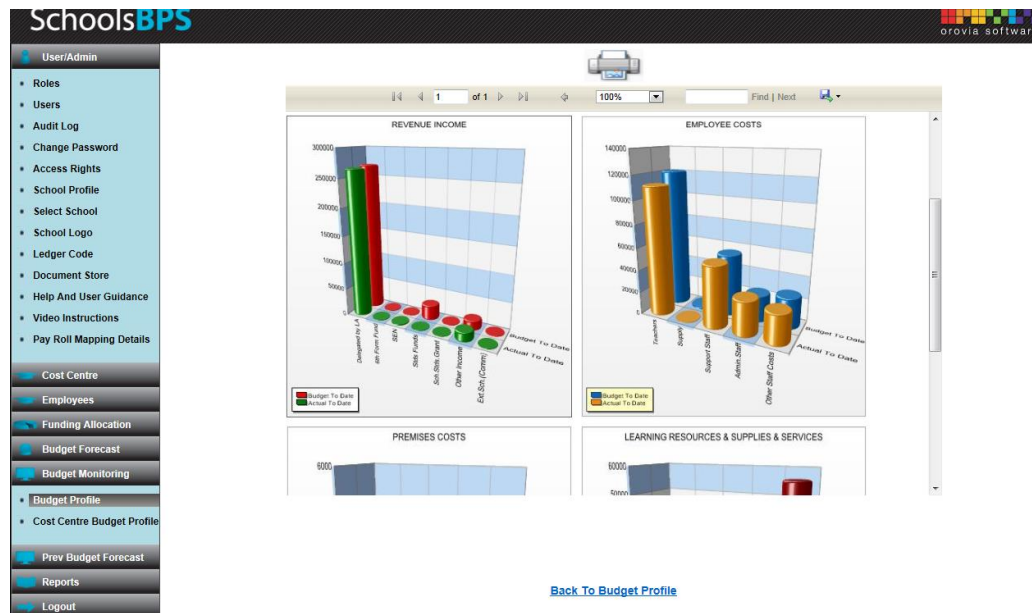 SchoolsBPS
orovia softwar
User/Admin
Roles
Users
Audit Log
Change Password
Access Rights
School Profile
Select School
School Logo
Ledger Code
Document Store
Help And User Guidance
Video Instructions
Pay Roll Mapping Details
Cost Centre
Employees
Funding Allocation
Budget Forecast
Budget Monitoring
Budget Profile
Cost Centre Budget Profile
Prev Budget Forecast
Reports
Logout
1 of 1
100%
Find | Next
REVENUE INCOME
300000
250000
200000
150000
100000
50000
0
Delegated by LA
6th Form Fund
SEN
Stds Funds
Sch.Stds.Grant
Other Income
Ext.Sch.(Comm)
Budget To Date
Actual To Date
Budget To Date
Actual To Date
EMPLOYEE COSTS
140000
120000
100000
80000
60000
40000
20000
0
Teachers
Supply
Support Staff
Admin.Staff
Other Staff Costs
Budget To Date
Actual To Date
Budget To Date
Actual To Date
PREMISES COSTS
6000
LEARNING RESOURCES & SUPPLIES & SERVICES
60000
50000
Back To Budget Profile